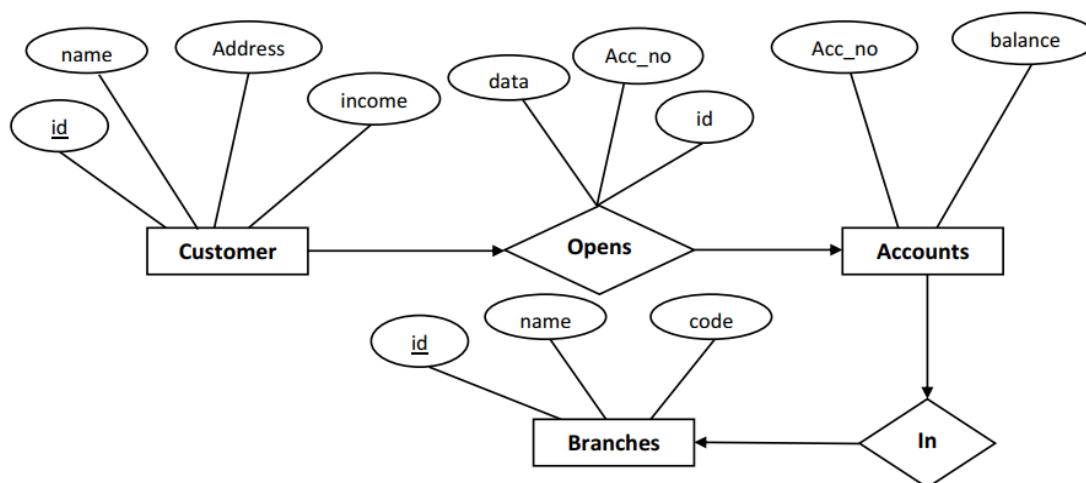 name
Address
id
income
Customer
data
Acc_no
id
Opens
Acc_no
balance
Accounts
id
name
code
Branches
In